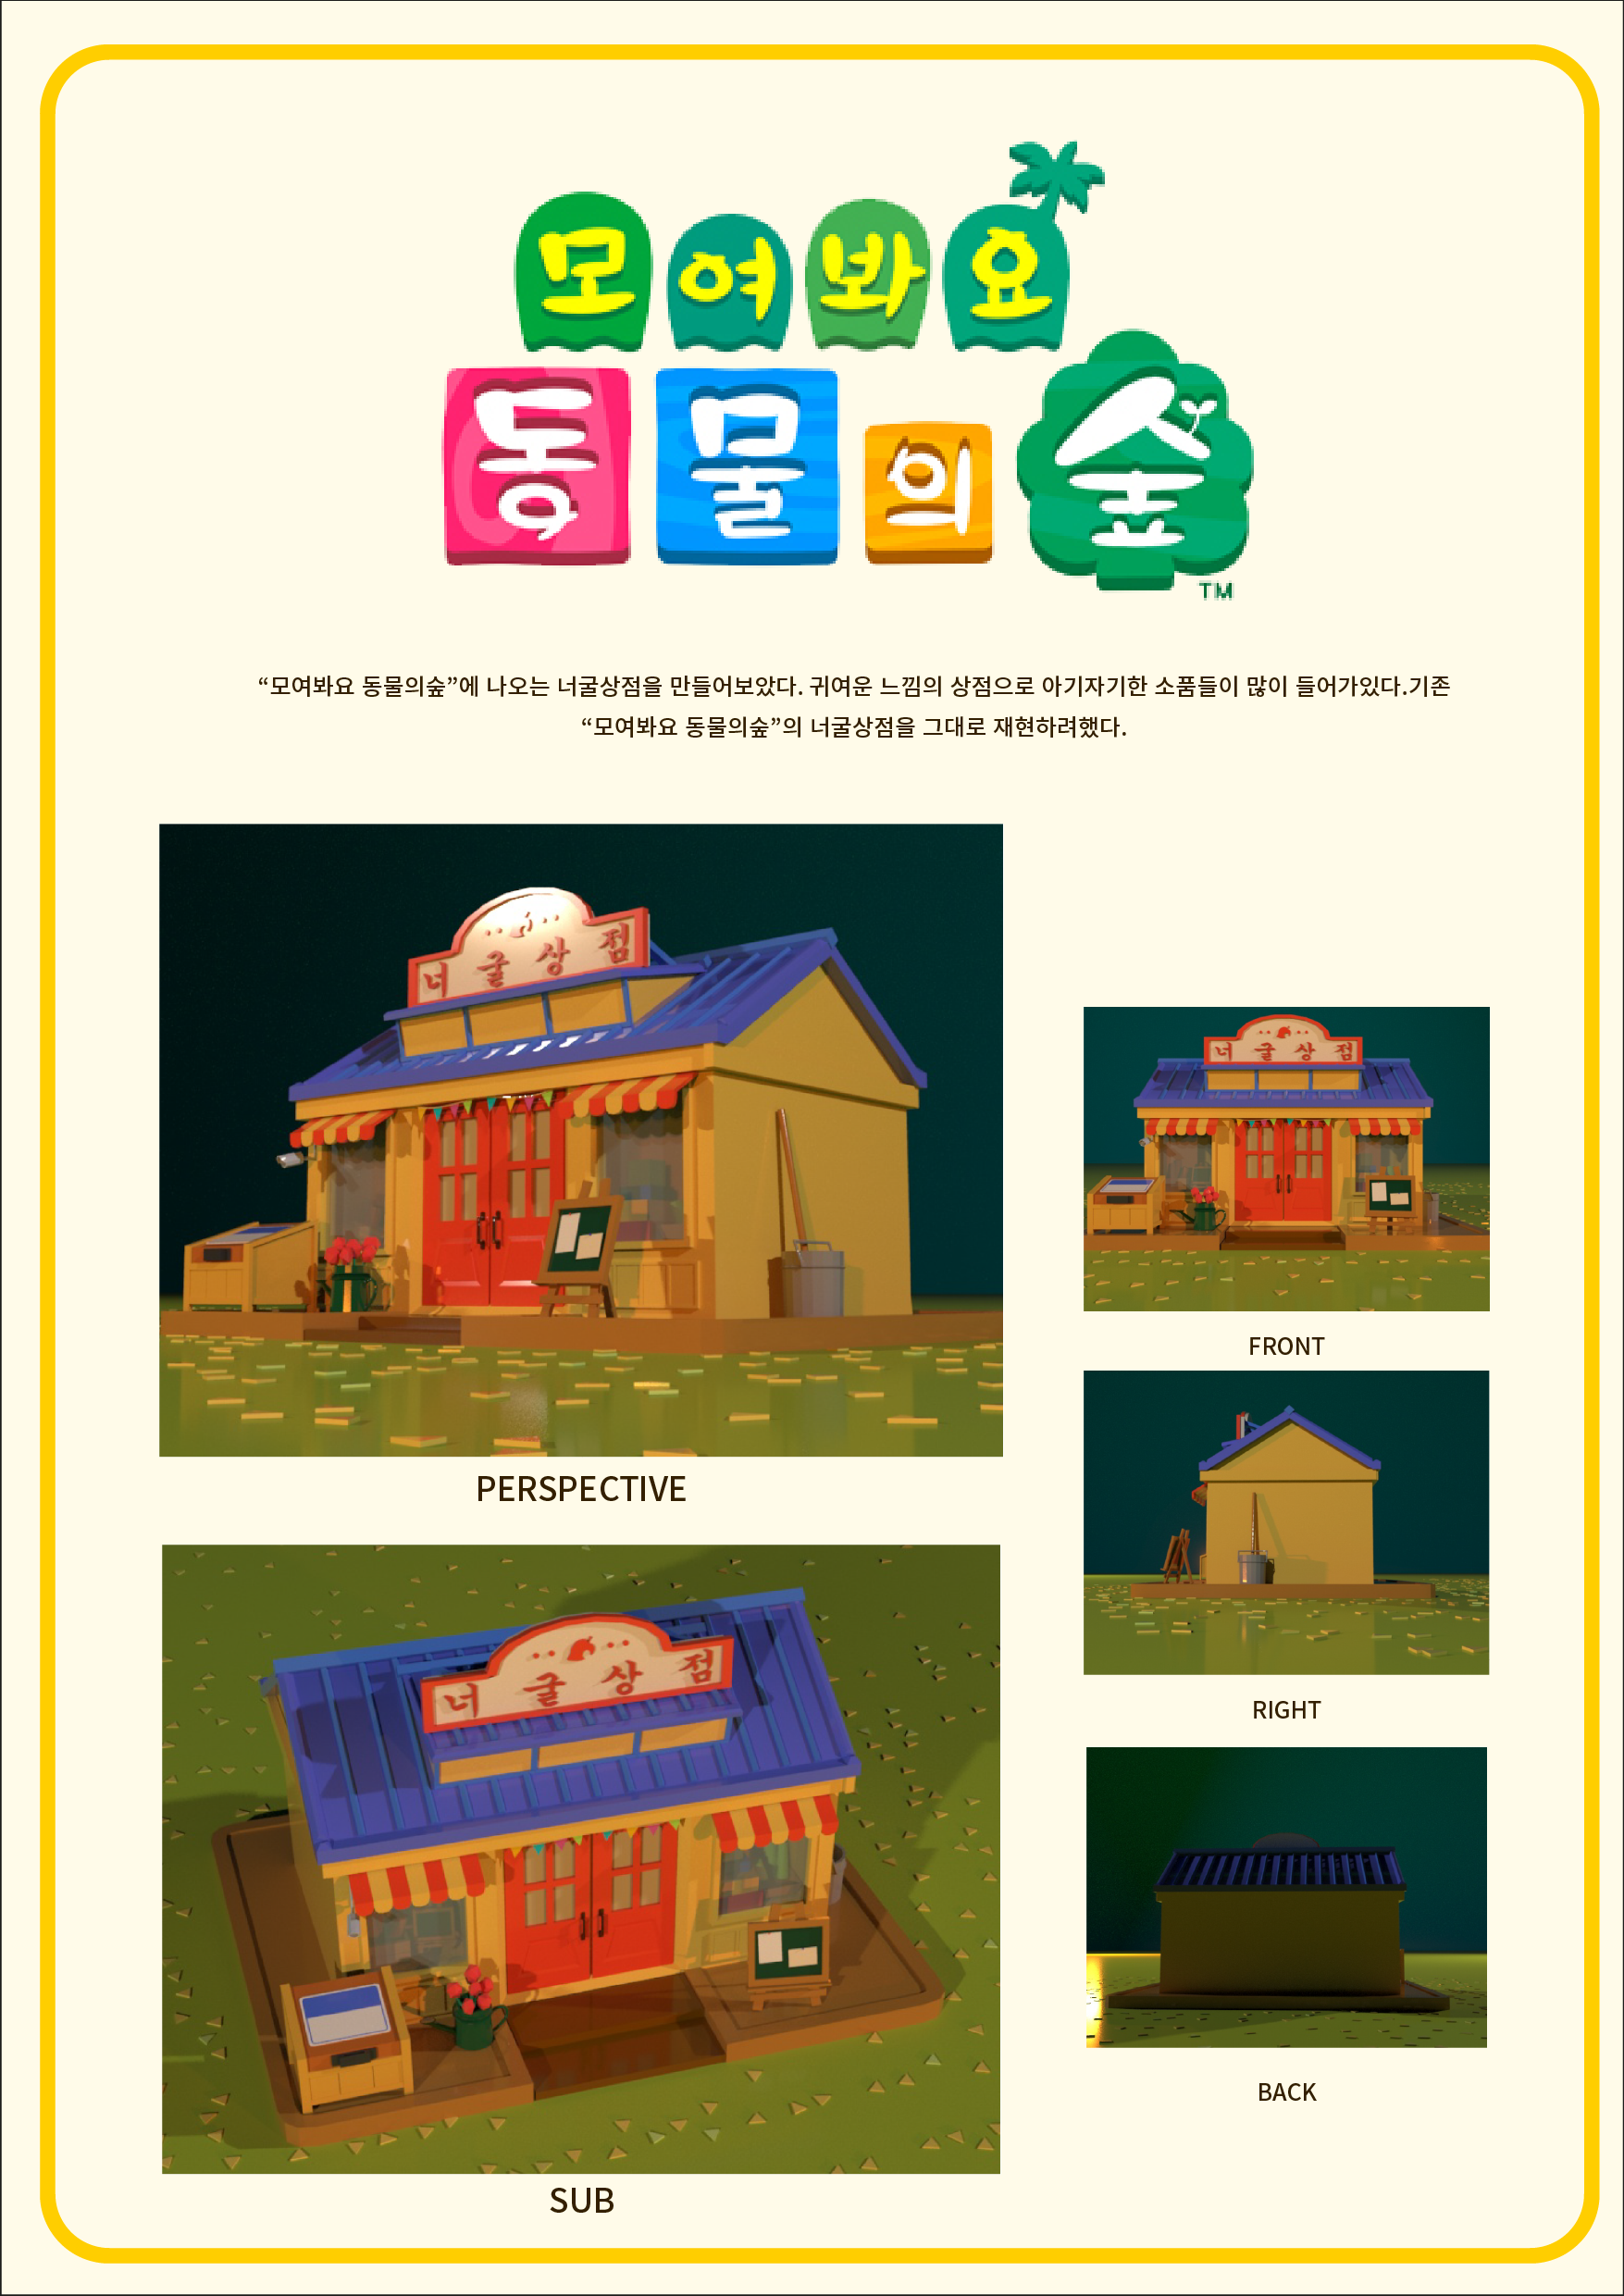 모여봐요
동물의숲
TM
“모여봐요 동물의숲”에 나오는 너굴상점을 만들어보았다. 귀여운 느낌의 상점으로 아기자기한 소품들이 많이 들어가있다.기존
“모여봐요 동물의숲”의 너굴상점을 그대로 재현하려했다.
너굴상점
PERSPECTIVE
너굴상점
FRONT
RIGHT
너굴상점
SUB
BACK